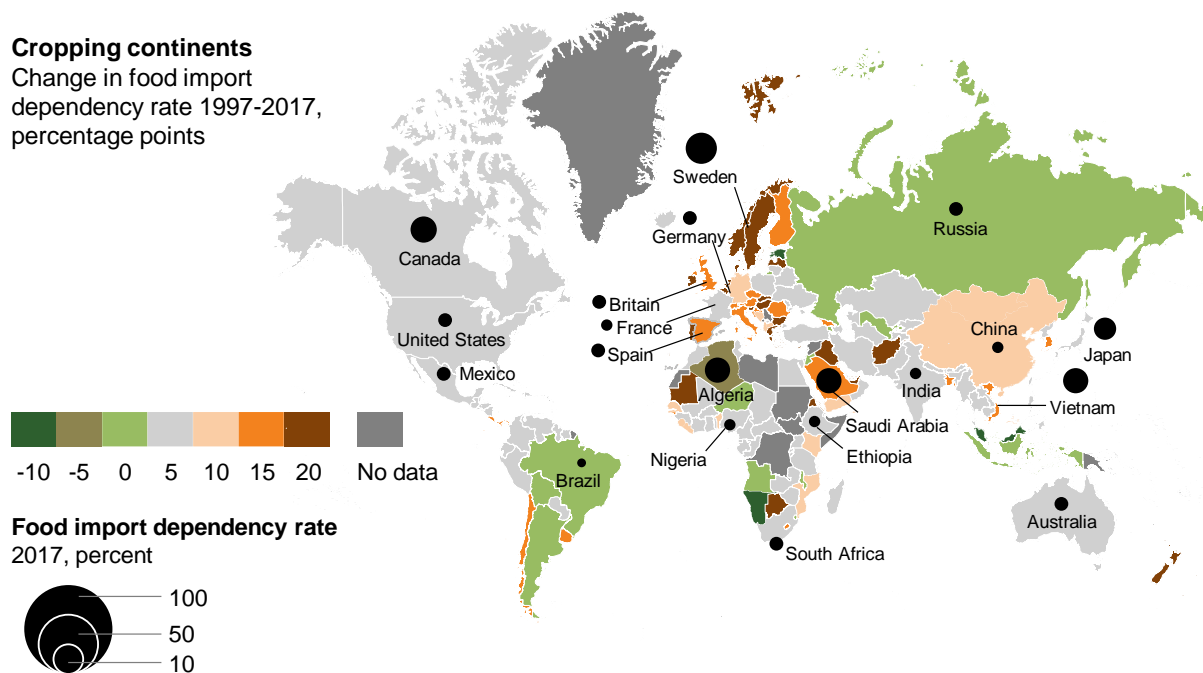 Cropping continents
Change in food import
dependency rate 1997-2017,
percentage points
Sweden
Germany
Russia
Canada
Britain
France
Spain
United States
Mexico
China
Japan
India
Vietnam
Algeria
Saudi Arabia
Nigeria
Ethiopia
Brazil
Australia
South Africa
-10 -5 0 5 10 15 20 No data
Food import dependency rate
2017, percent
100
50
10